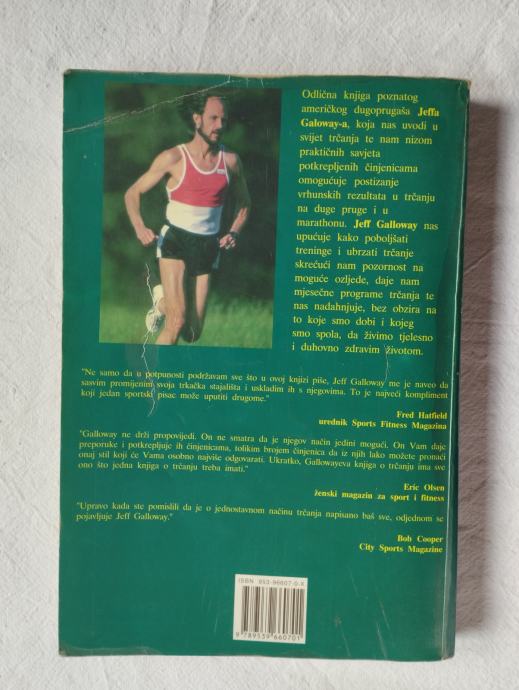 Odlična knjiga poznatog
američkog dugoprugaša Jeffa
Galoway-a, koja nas uvodi u
svijet trčanja te nam nizom
praktičnih savjeta
potkrepljenih činjenicama
omogućuje postizanje
vrhunskih rezultata u trčanju
na duge pruge i u
marathonu. Jeff Galloway nas
upućuje kako poboljšati
treninge i ubrzati trčanje
skrećući nam pozornost na
moguće ozljede, daje nam
mjesečne programe trčanja te
nas nadahnjuje, bez obzira na
to koje smo dobi i kojeg
smo spola, da živimo tjelesno
i duhovno zdravim životom.
"Ne samo da u potpunosti podržavam sve što u ovoj knjizi piše, Jeff Galloway me je naveo da
sasvim promijenim svoja trkačka stajališta i uskladim ih s njegovima. To je najveći kompliment
koji jedan sportski pisac može uputiti drugome."
Fred Hatfield
urednik Sports Fitness Magazina
"Galloway ne drži propovijedi. On ne smatra da je njegov način jedini mogući. On Vam daje
preporuke i potkrepljuje ih činjenicama, tolikim brojem činjenica da iz njih lako možete pronaći
onaj stil koji će Vama osobno najviše odgovarati. Ukratko, Gallowayeva knjiga o trčanju ima sve
ono što jedna knjiga o trčanju treba imati."
Eric Olsen
ženski magazin za sport i fitness
"Upravo kada ste pomislili da je o jednostavnom načinu trčanja napisano baš sve, odjednom se
pojavljuje Jeff Galloway."
Bob Cooper
City Sports Magazine
ISBN 953-96607-0-X
9 789539 660701